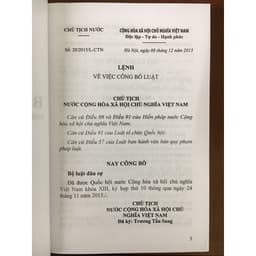 CHỦ TỊCH NƯỚC
CỘNG HÒA XÃ HỘI CHỦ NGHĨA VIỆT NAM
Độc lập - Tự do - Hạnh phúc
Số: 20/2015/L-CTN
Hà Nội, ngày 08 tháng 12 năm 2015
LỆNH
VỀ VIỆC CÔNG BỐ LUẬT
CHỦ TỊCH
NƯỚC CỘNG HÒA XÃ HỘI CHỦ NGHĨA VIỆT NAM
Căn cứ Điều 88 và Điều 91 của Hiến pháp nước Cộng
hòa xã hội chủ nghĩa Việt Nam;
Căn cứ Điều 91 của Luật tổ chức Quốc hội;
Căn cứ Điều 57 của Luật ban hành văn bản quy phạm
pháp luật.
NAY CÔNG BỐ
Bộ luật dân sự
Đã được Quốc hội nước Cộng hòa xã hội chủ nghĩa
Việt Nam khóa XIII, kỳ họp thứ 10 thông qua ngày 24
tháng 11 năm 2015./.
CHỦ TỊCH
NƯỚC CỘNG HÒA XÃ HỘI CHỦ
NGHĨA VIỆT NAM
Đã ký: Trương Tấn Sang
5